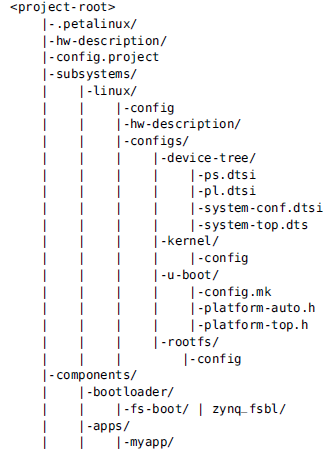 <project-root>
    |-.petalinux/
    |-hw-description/
    |-config.project
    |-subsystems/
    |    |-linux/
    |    |    |-config
    |    |    |-hw-description/
    |    |    |-configs/
    |    |    |    |-device-tree/
    |    |    |    |    |-ps.dtsi
    |    |    |    |    |-pl.dtsi
    |    |    |    |    |-system-conf.dtsi
    |    |    |    |    |-system-top.dts
    |    |    |    |-kernel/
    |    |    |    |    |-config
    |    |    |    |-u-boot/
    |    |    |    |    |-config.mk
    |    |    |    |    |-platform-auto.h
    |    |    |    |    |-platform-top.h
    |    |    |    |-rootfs/
    |    |    |        |-config
    |-components/
    |    |-bootloader/
    |    |    |-fs-boot/ | zynq_fsbl/
    |    |-apps/
    |    |    |-myapp/